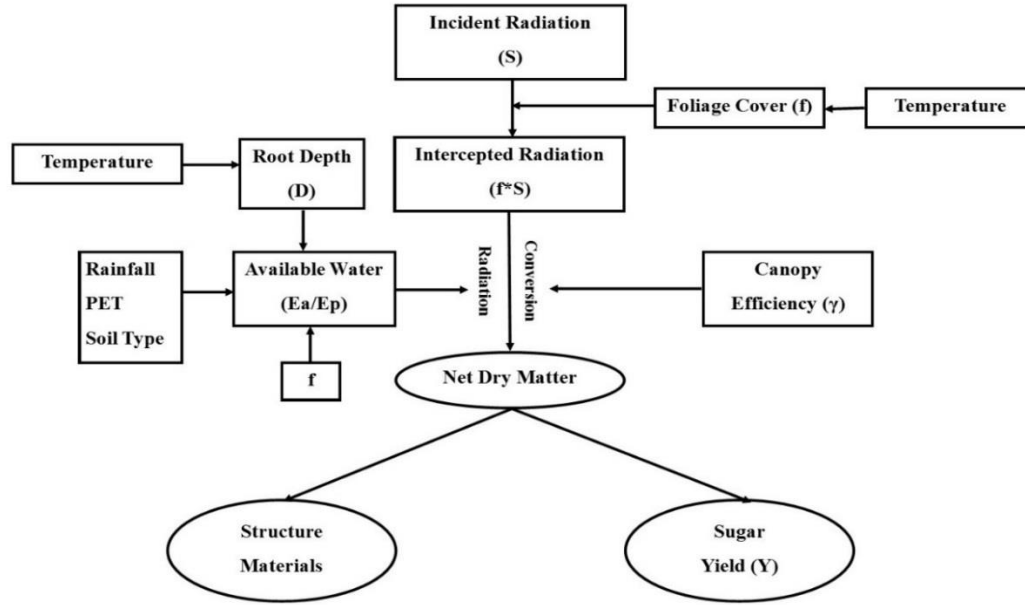 Incident Radiation
(S)
Foliage Cover (f)
Temperature
Temperature
Root Depth
(D)
Intercepted Radiation
(f*S)
Rainfall
PET
Soil Type
Available Water
(Ea/Ep)
Radiation
Conversion
Canopy
Efficiency (γ)
f
Net Dry Matter
Structure
Materials
Sugar
Yield (Y)